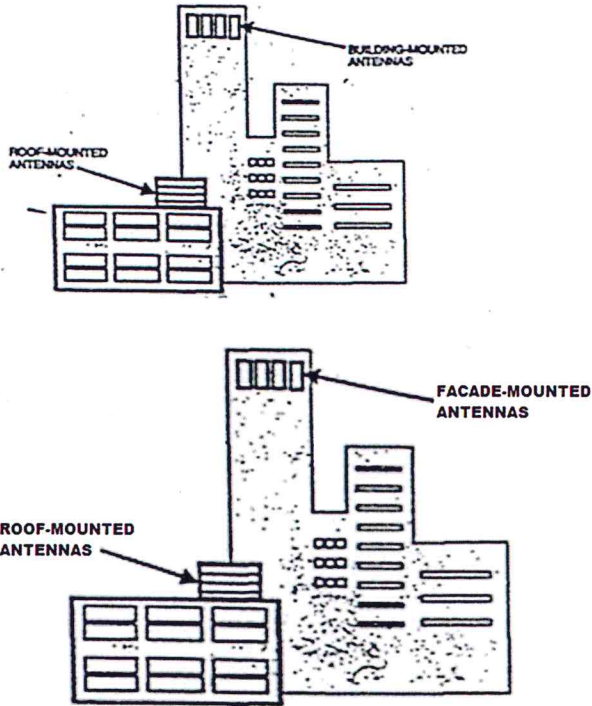 BUILDING-MOUNTED
ANTENNAS
ROOF-MOUNTED
ANTENNAS
FACADE-MOUNTED
ANTENNAS
ROOF-MOUNTED
ANTENNAS